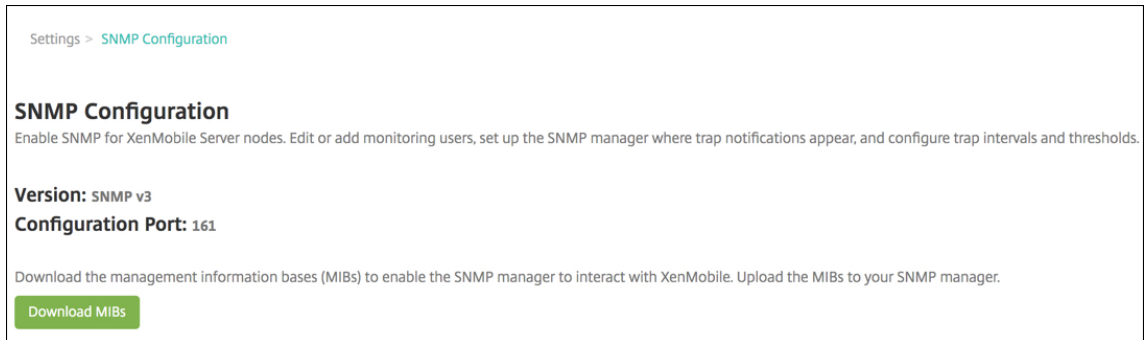 Settings > SNMP Configuration
SNMP Configuration
Enable SNMP for XenMobile Server nodes. Edit or add monitoring users, set up the SNMP manager where trap notifications appear, and configure trap intervals and thresholds.
Version: SNMP v3
Configuration Port: 161
Download the management information bases (MIBs) to enable the SNMP manager to interact with XenMobile. Upload the MIBs to your SNMP manager.
Download MIBs